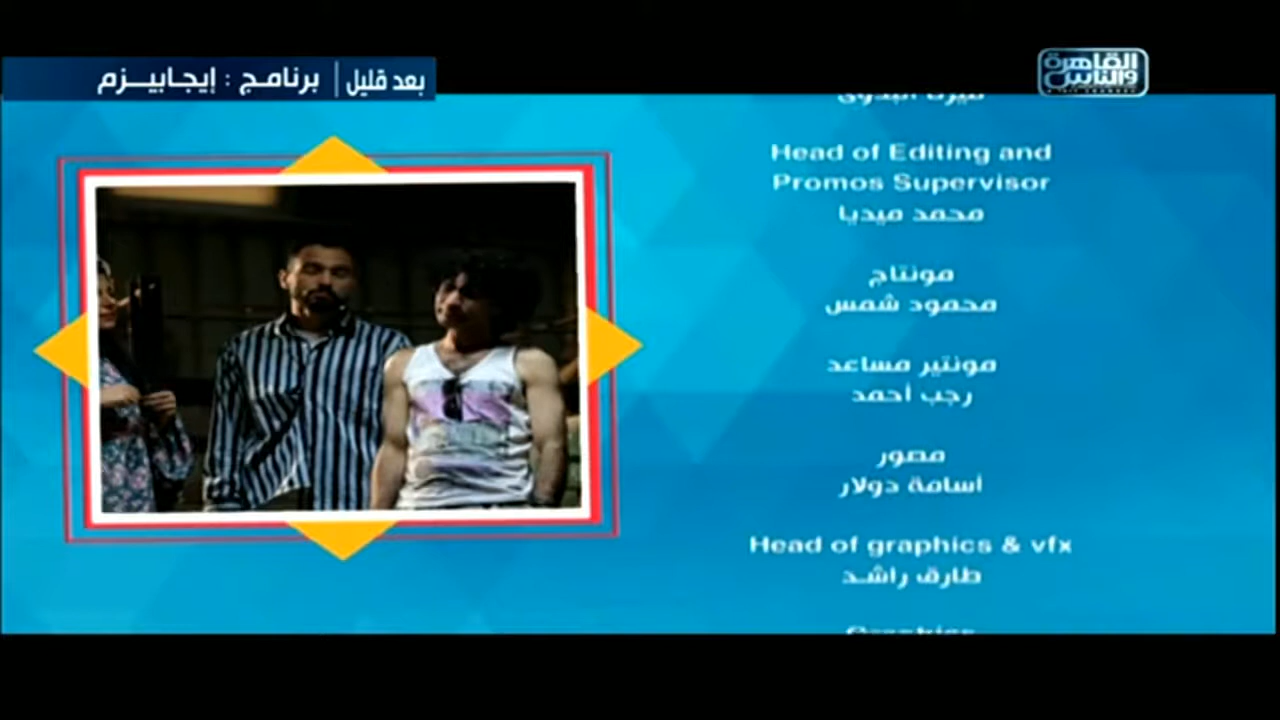 بعد قليل | برنامج : إيجابيزم
القاهرة
والناس
Head of Editing and
Promos Supervisor
محمد ميديا
مونتاج
محمود شمس
مونتير مساعد
رجب أحمد
مصور
أسامة دولار
Head of graphics & vfx
طارق راشد